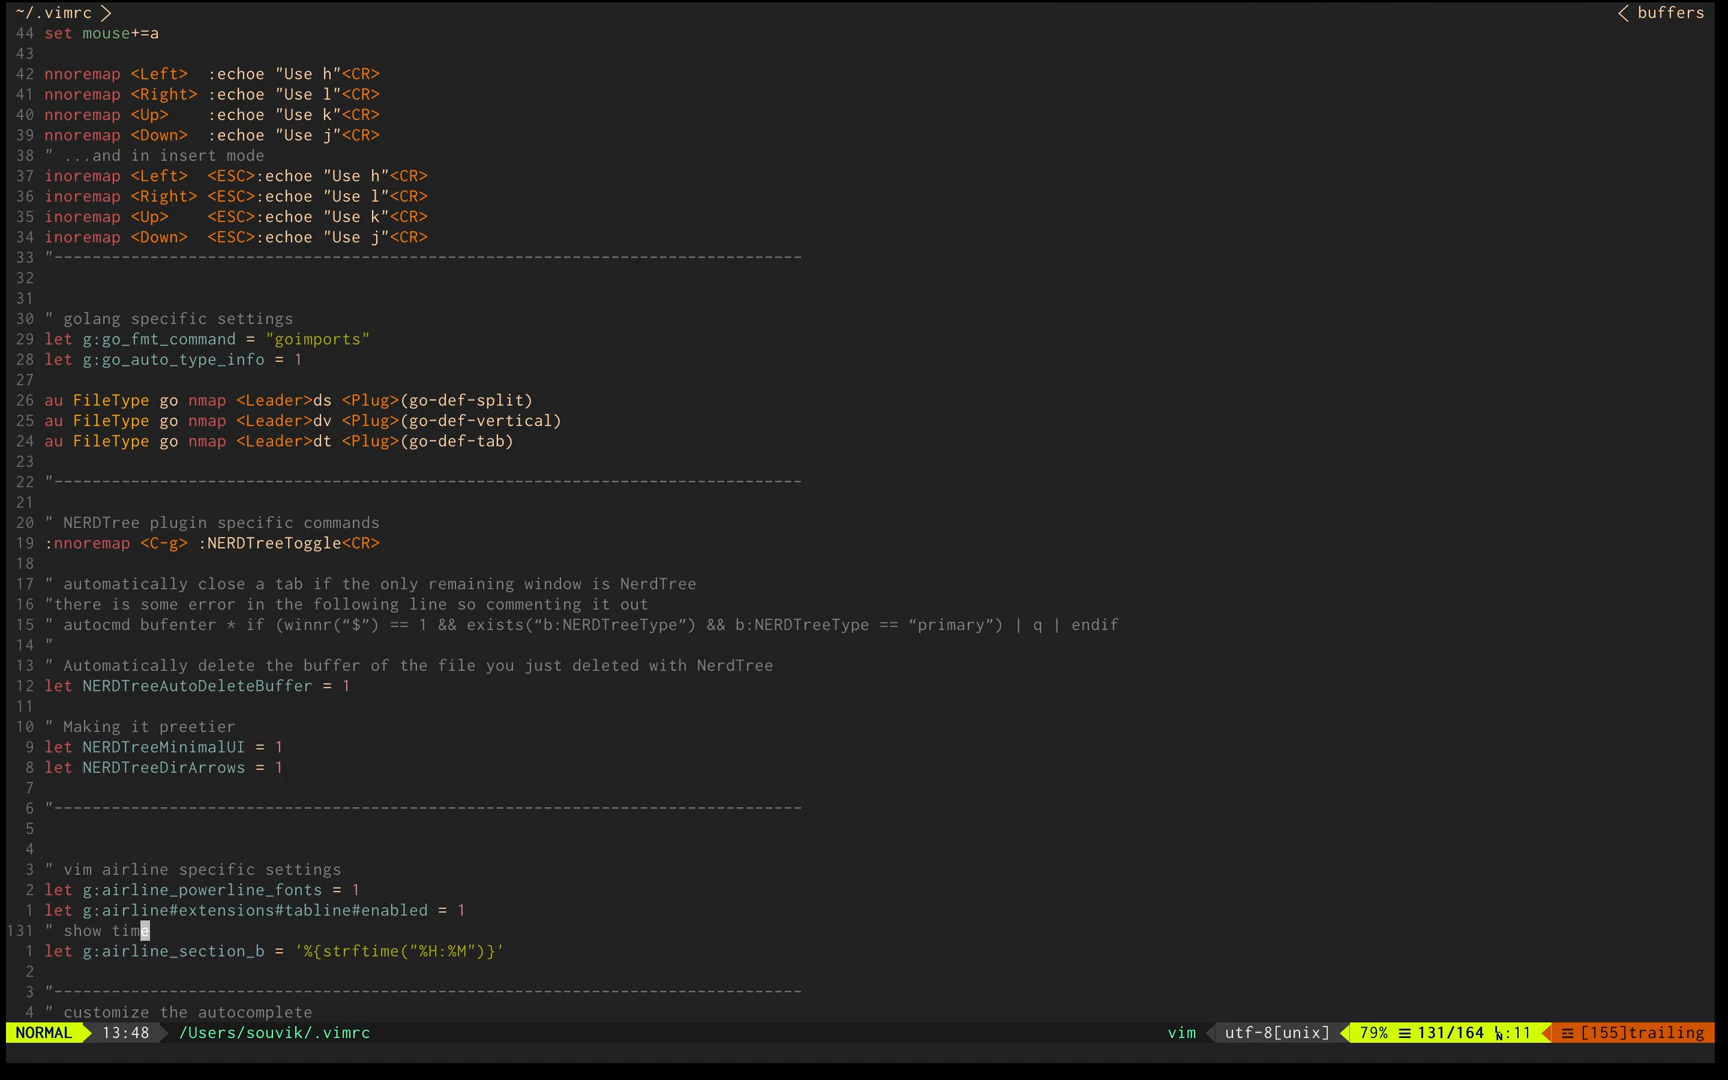 ~/.vimrc buffers
44 set mouse+=a
43
42 nnoremap <Left>  :echoe "Use h"<CR>
41 nnoremap <Right> :echoe "Use l"<CR>
40 nnoremap <Up>    :echoe "Use k"<CR>
39 nnoremap <Down>  :echoe "Use j"<CR>
38 " ...and in insert mode
37 inoremap <Left>  <ESC>:echoe "Use h"<CR>
36 inoremap <Right> <ESC>:echoe "Use l"<CR>
35 inoremap <Up>    <ESC>:echoe "Use k"<CR>
34 inoremap <Down>  <ESC>:echoe "Use j"<CR>
33 "------------------------------------------------------------------------------
32
31
30 " golang specific settings
29 let g:go_fmt_command = "goimports"
28 let g:go_auto_type_info = 1
27
26 au FileType go nmap <Leader>ds <Plug>(go-def-split)
25 au FileType go nmap <Leader>dv <Plug>(go-def-vertical)
24 au FileType go nmap <Leader>dt <Plug>(go-def-tab)
23
22 "------------------------------------------------------------------------------
21
20 " NERDTree plugin specific commands
19 :nnoremap <C-g> :NERDTreeToggle<CR>
18
17 " automatically close a tab if the only remaining window is NerdTree
16 "there is some error in the following line so commenting it out
15 " autocmd bufenter * if (winnr(“$”) == 1 && exists(“b:NERDTreeType”) && b:NERDTreeType == “primary”) | q | endif
14 "
13 " Automatically delete the buffer of the file you just deleted with NerdTree
12 let NERDTreeAutoDeleteBuffer = 1
11
10 " Making it preetier
9 let NERDTreeMinimalUI = 1
8 let NERDTreeDirArrows = 1
7
6 "------------------------------------------------------------------------------
5
4
3 " vim airline specific settings
2 let g:airline_powerline_fonts = 1
1 let g:airline#extensions#tabline#enabled = 1
131 " show time
1 let g:airline_section_b = '%{strftime("%H:%M")}'
2
3 "------------------------------------------------------------------------------
4 " customize the autocomplete
NORMAL 13:48 /Users/souvik/.vimrc vim utf-8[unix] 79% ☰ 131/164 :11 [155]trailing